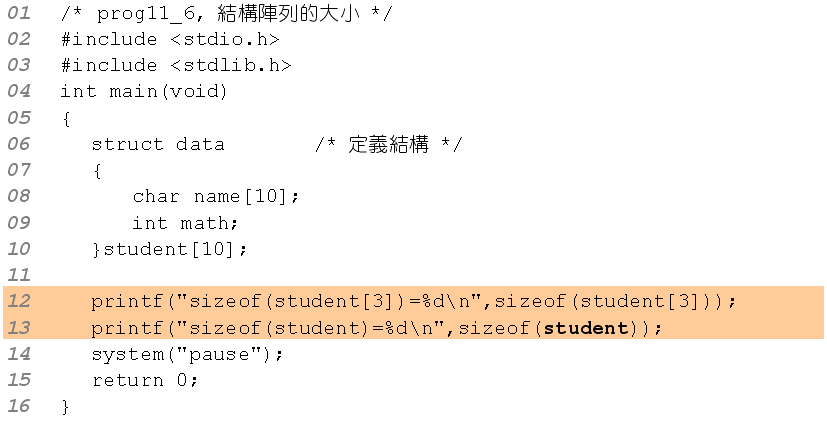 01 /* prog11_6, 結構陣列的大小 */
02 #include <stdio.h>
03 #include <stdlib.h>
04 int main(void)
05 {
06 struct data /* 定義結構 */
07 {
08 char name[10];
09 int math;
10 }student[10];
11
12 printf("sizeof(student[3])=%d\n",sizeof(student[3]));
13 printf("sizeof(student)=%d\n",sizeof(student));
14 system("pause");
15 return 0;
16 }